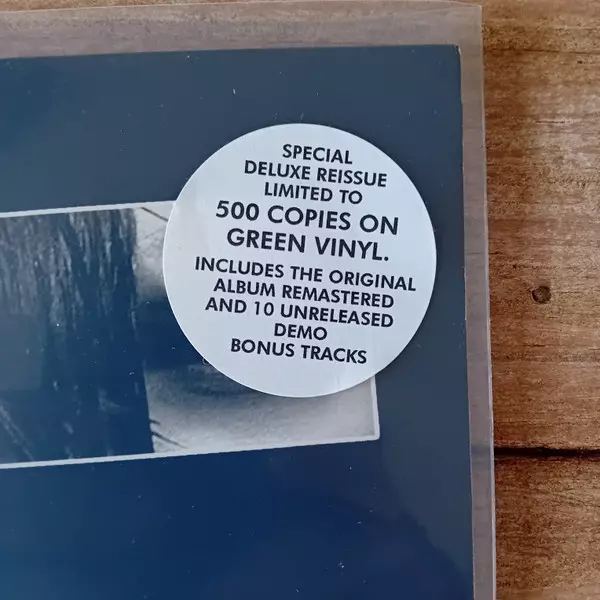 SPECIAL
DELUXE REISSUE
LIMITED TO
500 COPIES ON
GREEN VINYL.
INCLUDES THE ORIGINAL
ALBUM REMASTERED
AND 10 UNRELEASED
DEMO
BONUS TRACKS